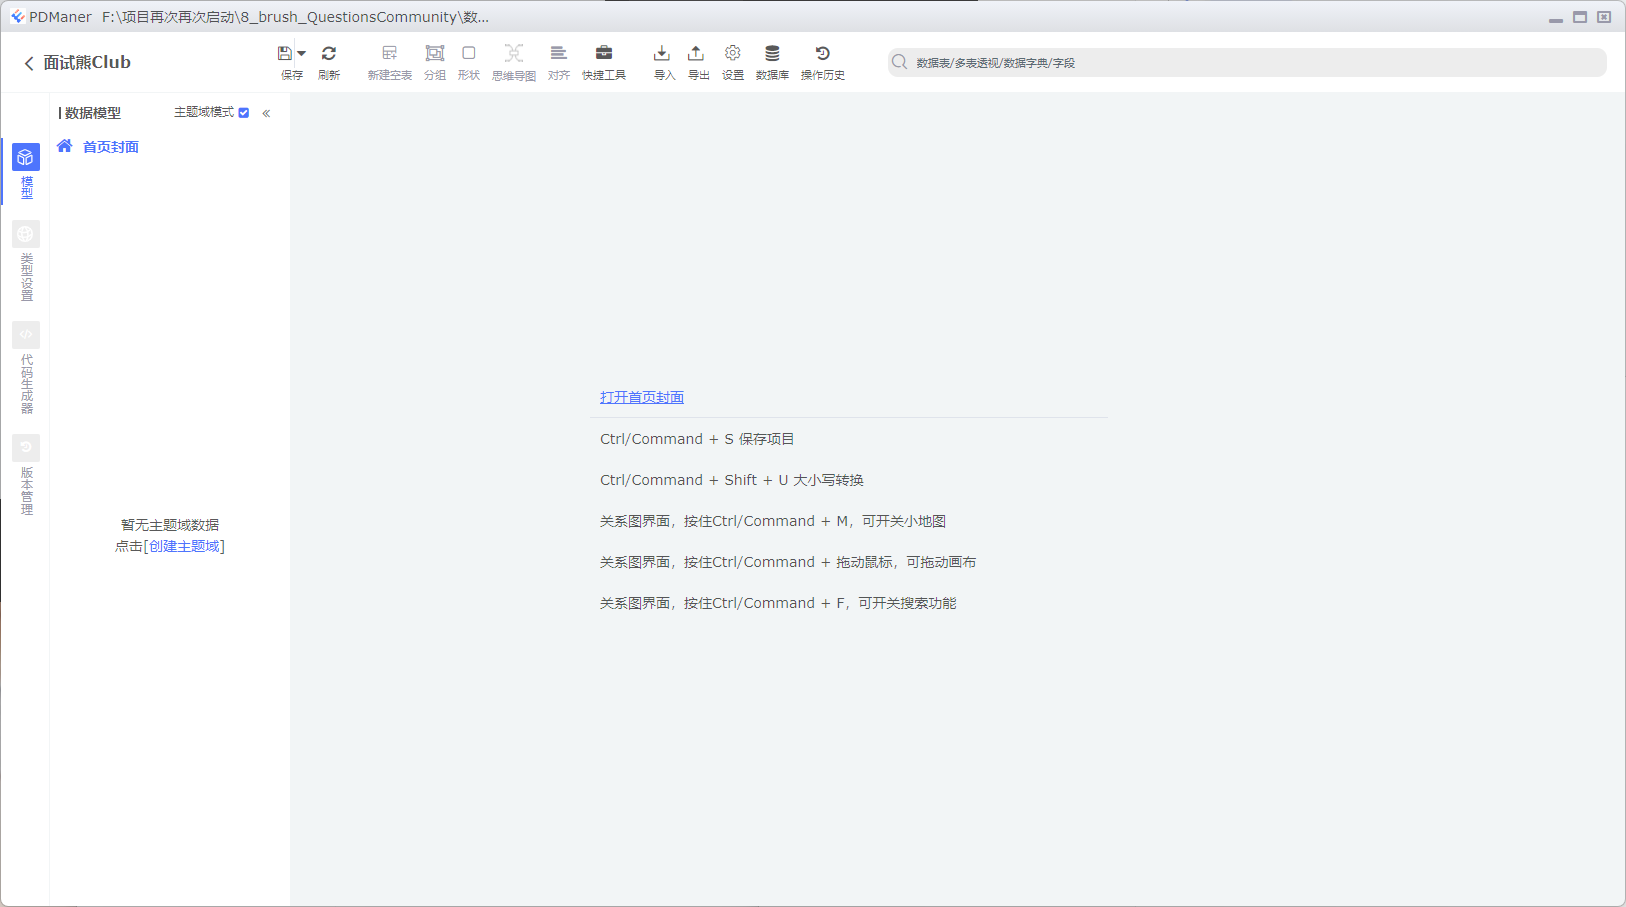 PDManer F:\项目再次再次启动\8_brush_QuestionsCommunity\数...
面试熊Club
保存 刷新 新建空表 分组 形状 思维导图 对齐 快捷工具 导入 导出 设置 数据库 操作历史
数据表/多表透视/数据字典/字段
数据模型 主题域模式 «
首页封面
模型
类型设置
代码生成器
版本管理
暂无主题域数据
点击[创建主题域]
打开首页封面
Ctrl/Command + S 保存项目
Ctrl/Command + Shift + U 大小写转换
关系图界面，按住Ctrl/Command + M，可开关小地图
关系图界面，按住Ctrl/Command + 拖动鼠标，可拖动画布
关系图界面，按住Ctrl/Command + F，可开关搜索功能